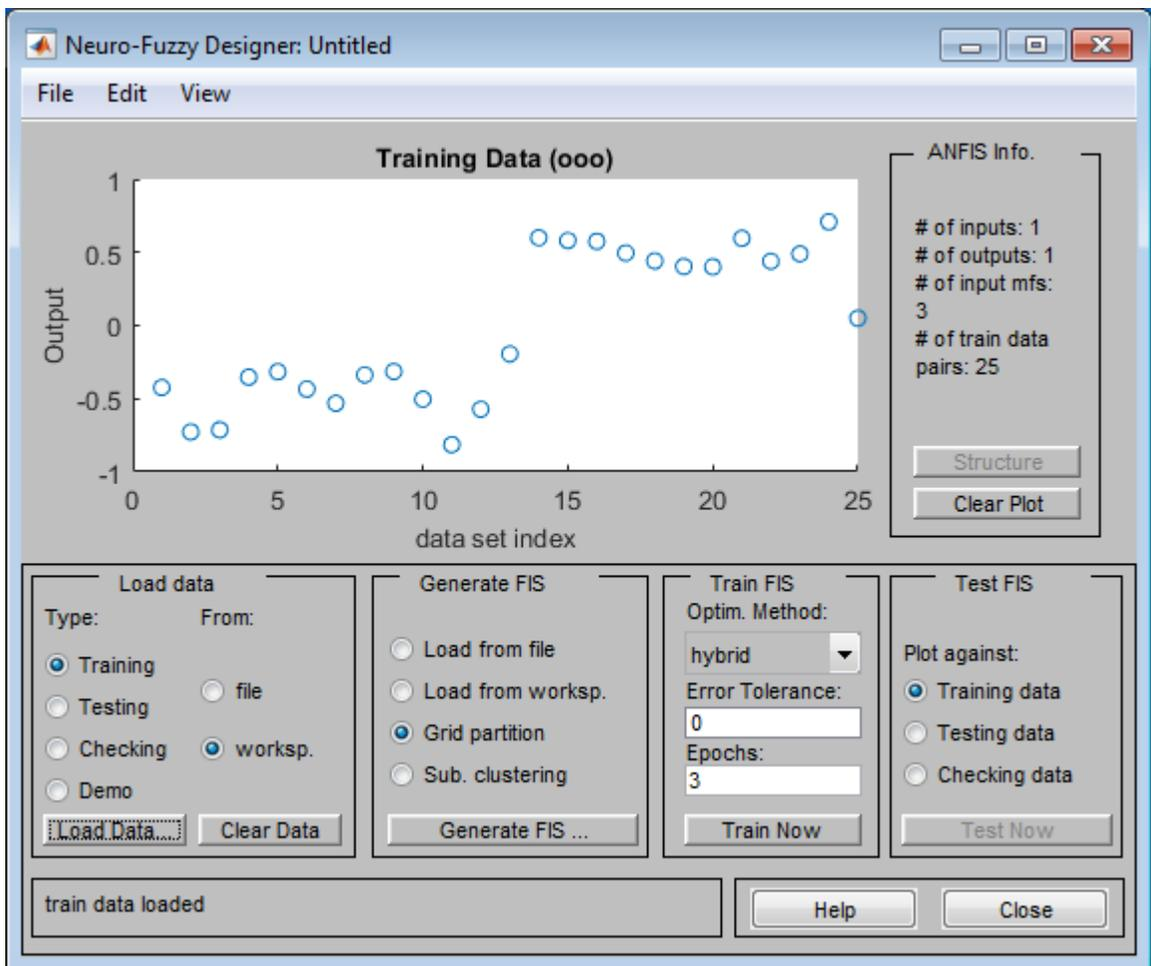 Neuro-Fuzzy Designer: Untitled
File Edit View
Training Data (ooo)
1
0.5
0
-0.5
-1
Output
0 5 10 15 20 25
data set index
ANFIS Info.
# of inputs: 1
# of outputs: 1
# of input mfs:
3
# of train data
pairs: 25
Structure
Clear Plot
Load data
Type: From:
Training
Testing
Checking
Demo
file
worksp.
Load Data... Clear Data
Generate FIS
Load from file
Load from worksp.
Grid partition
Sub. clustering
Generate FIS ...
Train FIS
Optim. Method:
hybrid
Error Tolerance:
0
Epochs:
3
Train Now
Test FIS
Plot against:
Training data
Testing data
Checking data
Test Now
train data loaded
Help Close